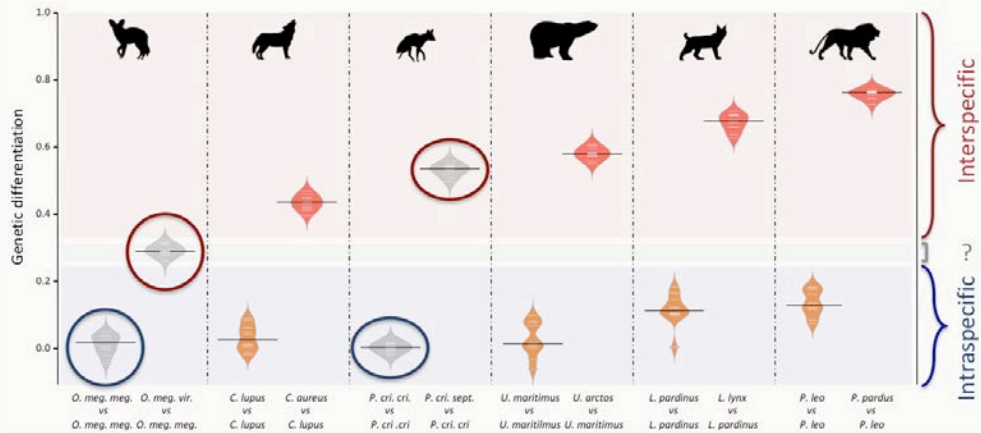 1.0
0.8
0.6
0.4
0.2
0.0
Genetic differentiation
Interspecific
?
Intraspecific
O. meg. meg. O. meg. vir. C. lupus C. aureus P. cri. cri. P. cri. sept. U. maritimus U. arctos L. pardinus L. lynx P. leo P. pardus
vs vs vs vs vs vs vs vs vs vs vs vs
O. meg. meg. O. meg. meg. C. lupus C. lupus P. cri .cri P. cri. cri U. maritilmus U. maritimus L. pardinus L. pardinus P. leo P. leo